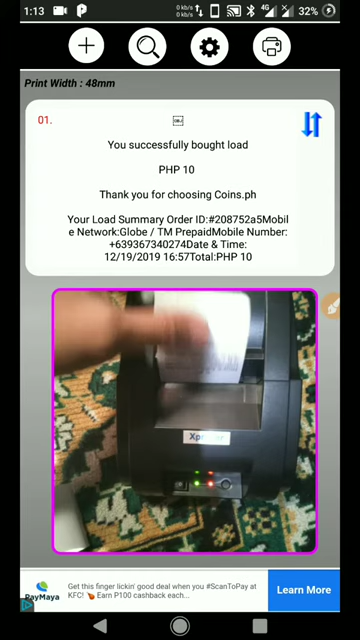 1:13
0 kb/s
0 kb/s
4G
32%
Print Width : 48mm
01.
OBJ
You successfully bought load
PHP 10
Thank you for choosing Coins.ph
Your Load Summary Order ID:#208752a5Mobil
e Network:Globe / TM PrepaidMobile Number:
+639367340274Date & Time:
12/19/2019 16:57Total:PHP 10
Get this finger lickin' good deal when you #ScanToPay at
KFC! 🍗 Earn P100 cashback each...
PayMaya
Learn More